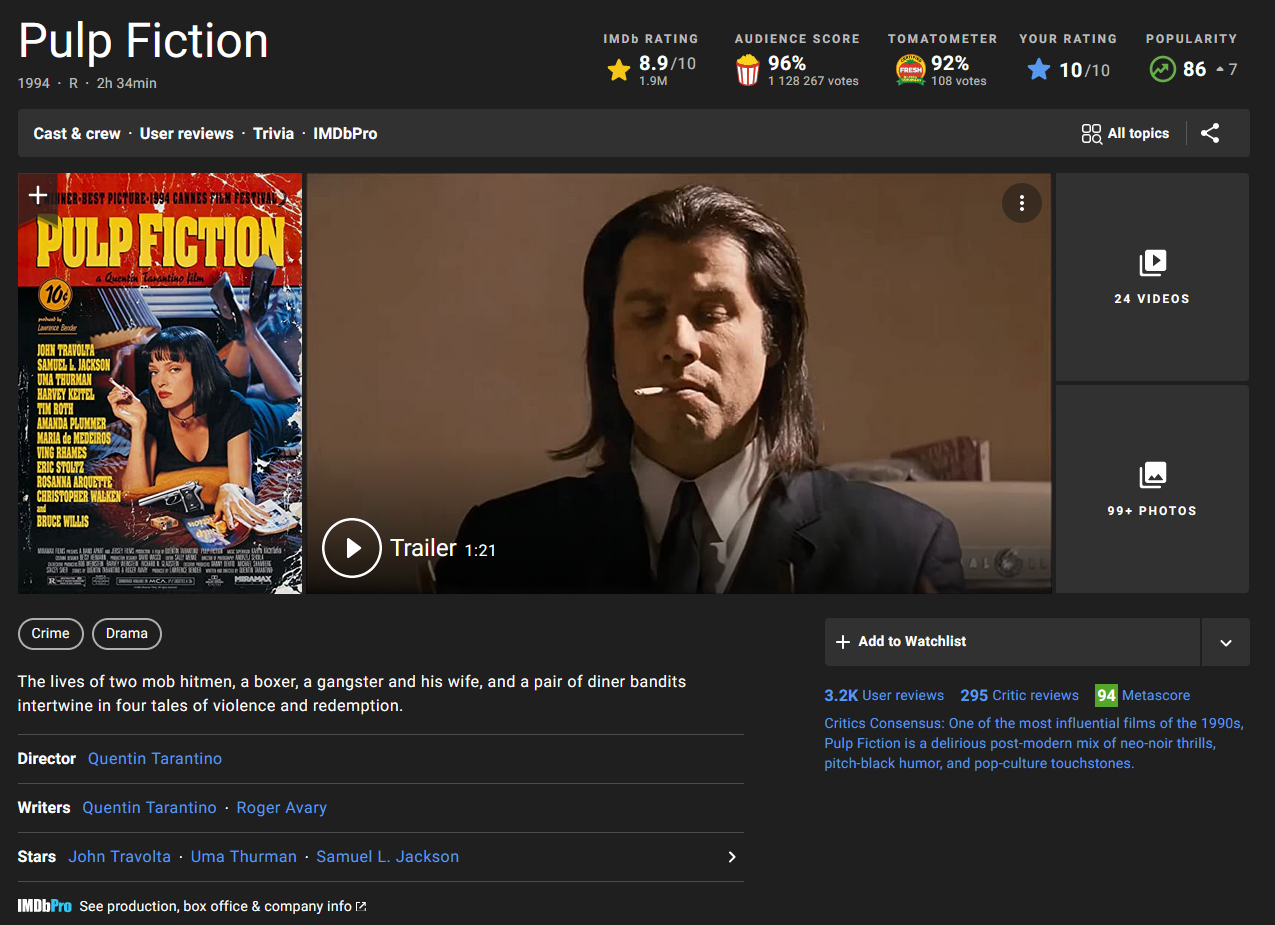 Pulp Fiction
1994 · R · 2h 34min
IMDb RATING
8.9/10
1.9M
AUDIENCE SCORE
96%
1 128 267 votes
TOMATOMETER
FRESH
92%
108 votes
YOUR RATING
10/10
POPULARITY
86 7
Cast & crew · User reviews · Trivia · IMDbPro
All topics
WINNER-BEST PICTURE-1994 CANNES FILM FESTIVAL
PULP FICTION
a Quentin Tarantino film
10¢
produced by
Lawrence Bender
JOHN TRAVOLTA
SAMUEL L. JACKSON
UMA THURMAN
HARVEY KEITEL
TIM ROTH
AMANDA PLUMMER
MARIA de MEDEIROS
VING RHAMES
ERIC STOLTZ
ROSANNA ARQUETTE
CHRISTOPHER WALKEN
and
BRUCE WILLIS
R
MIRAMAX
Trailer 1:21
24 VIDEOS
99+ PHOTOS
Crime
Drama
The lives of two mob hitmen, a boxer, a gangster and his wife, and a pair of diner bandits
intertwine in four tales of violence and redemption.
Director Quentin Tarantino
Writers Quentin Tarantino · Roger Avary
Stars John Travolta · Uma Thurman · Samuel L. Jackson
IMDbPro See production, box office & company info
Add to Watchlist
3.2K User reviews 295 Critic reviews 94 Metascore
Critics Consensus: One of the most influential films of the 1990s,
Pulp Fiction is a delirious post-modern mix of neo-noir thrills,
pitch-black humor, and pop-culture touchstones.